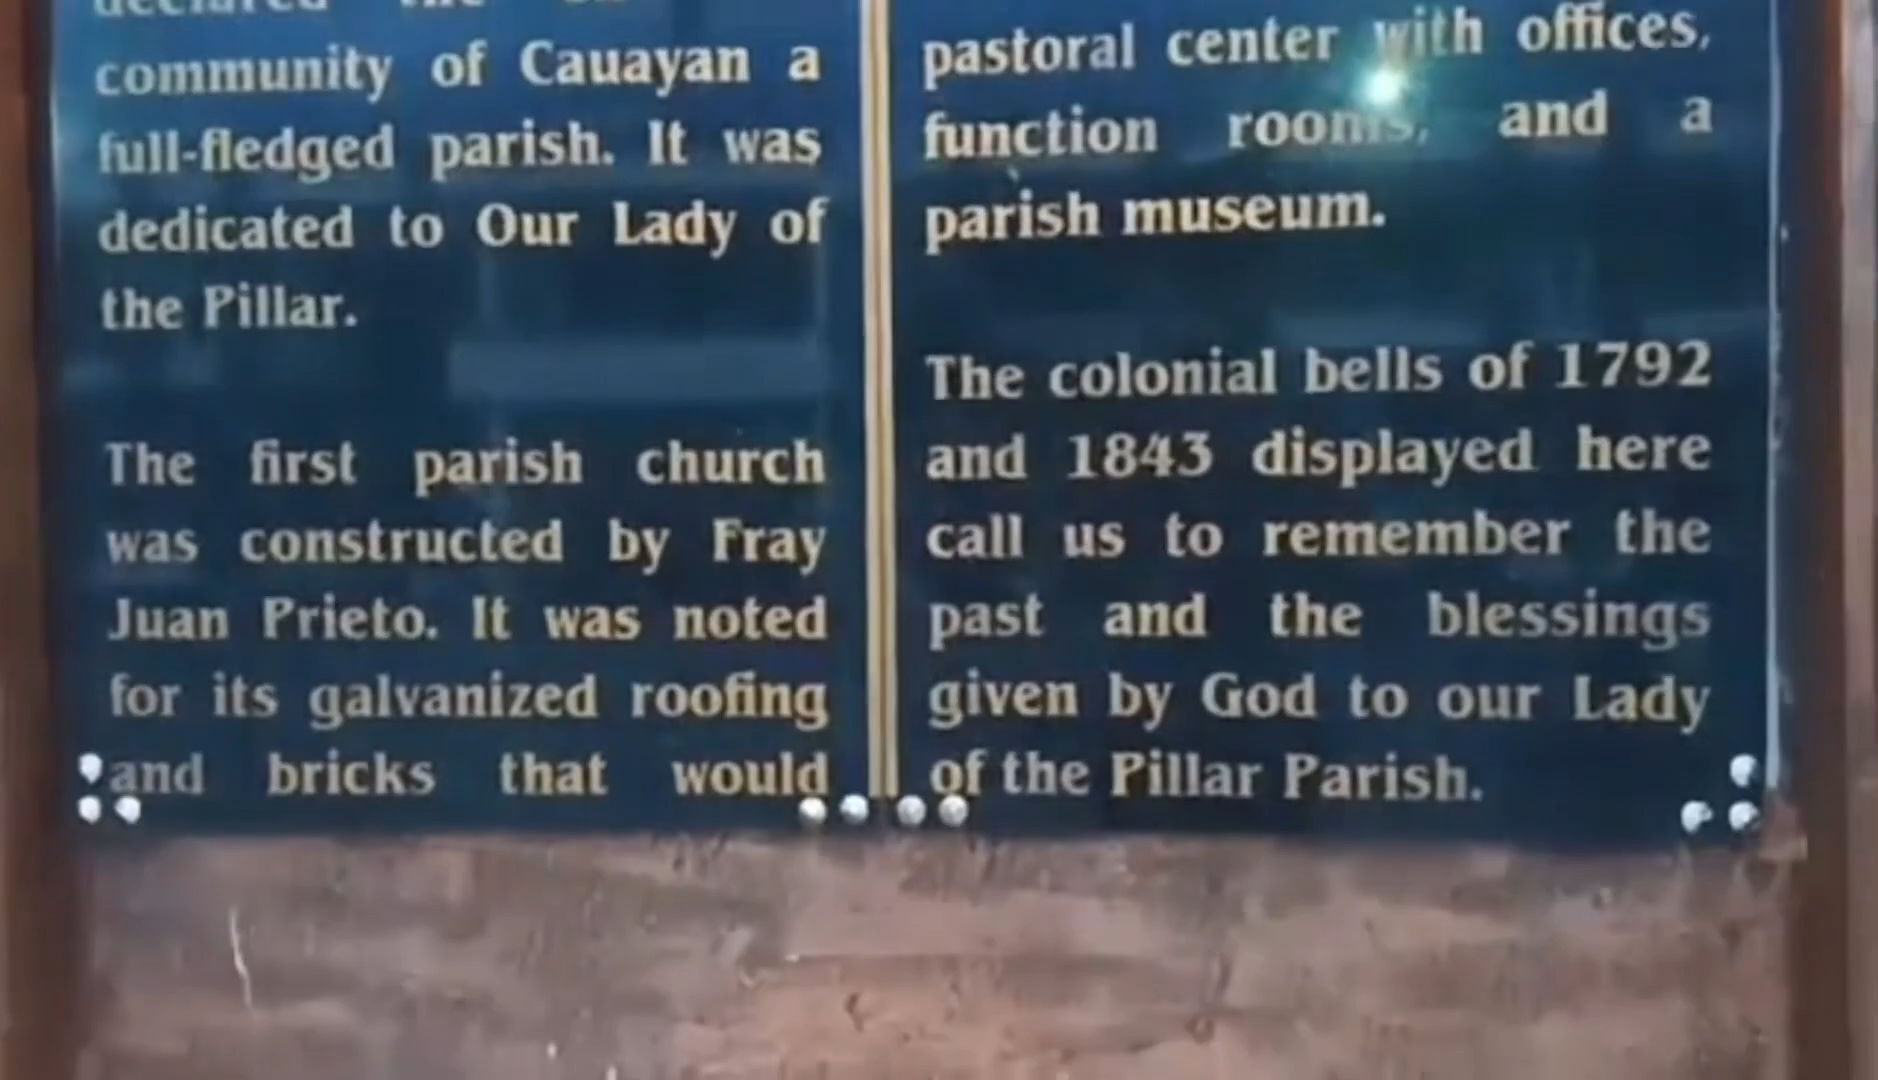 declared the
community of Cauayan a
full-fledged parish. It was
dedicated to Our Lady of
the Pillar.
The first parish church
was constructed by Fray
Juan Prieto. It was noted
for its galvanized roofing
and bricks that would
pastoral center with offices,
function rooms, and a
parish museum.
The colonial bells of 1792
and 1843 displayed here
call us to remember the
past and the blessings
given by God to our Lady
of the Pillar Parish.